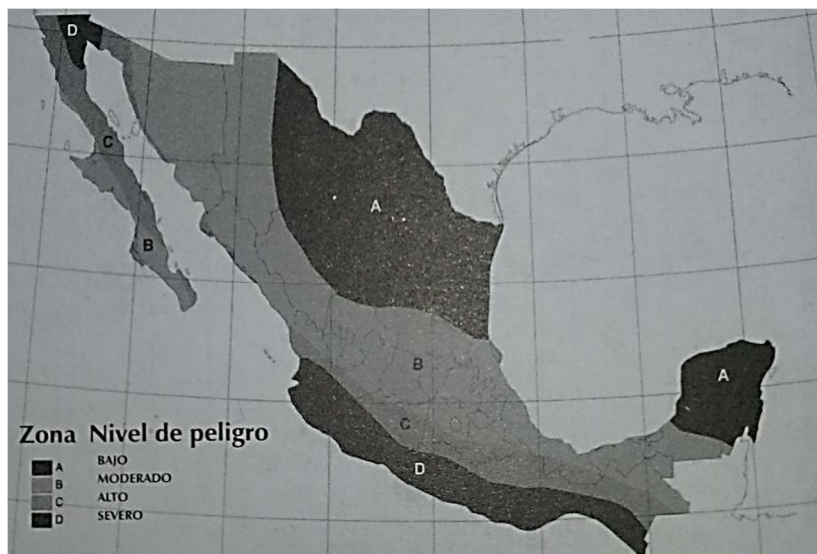 D
C
A
B
A
B
C
D
Zona Nivel de peligro
A BAJO
B MODERADO
C ALTO
D SEVERO